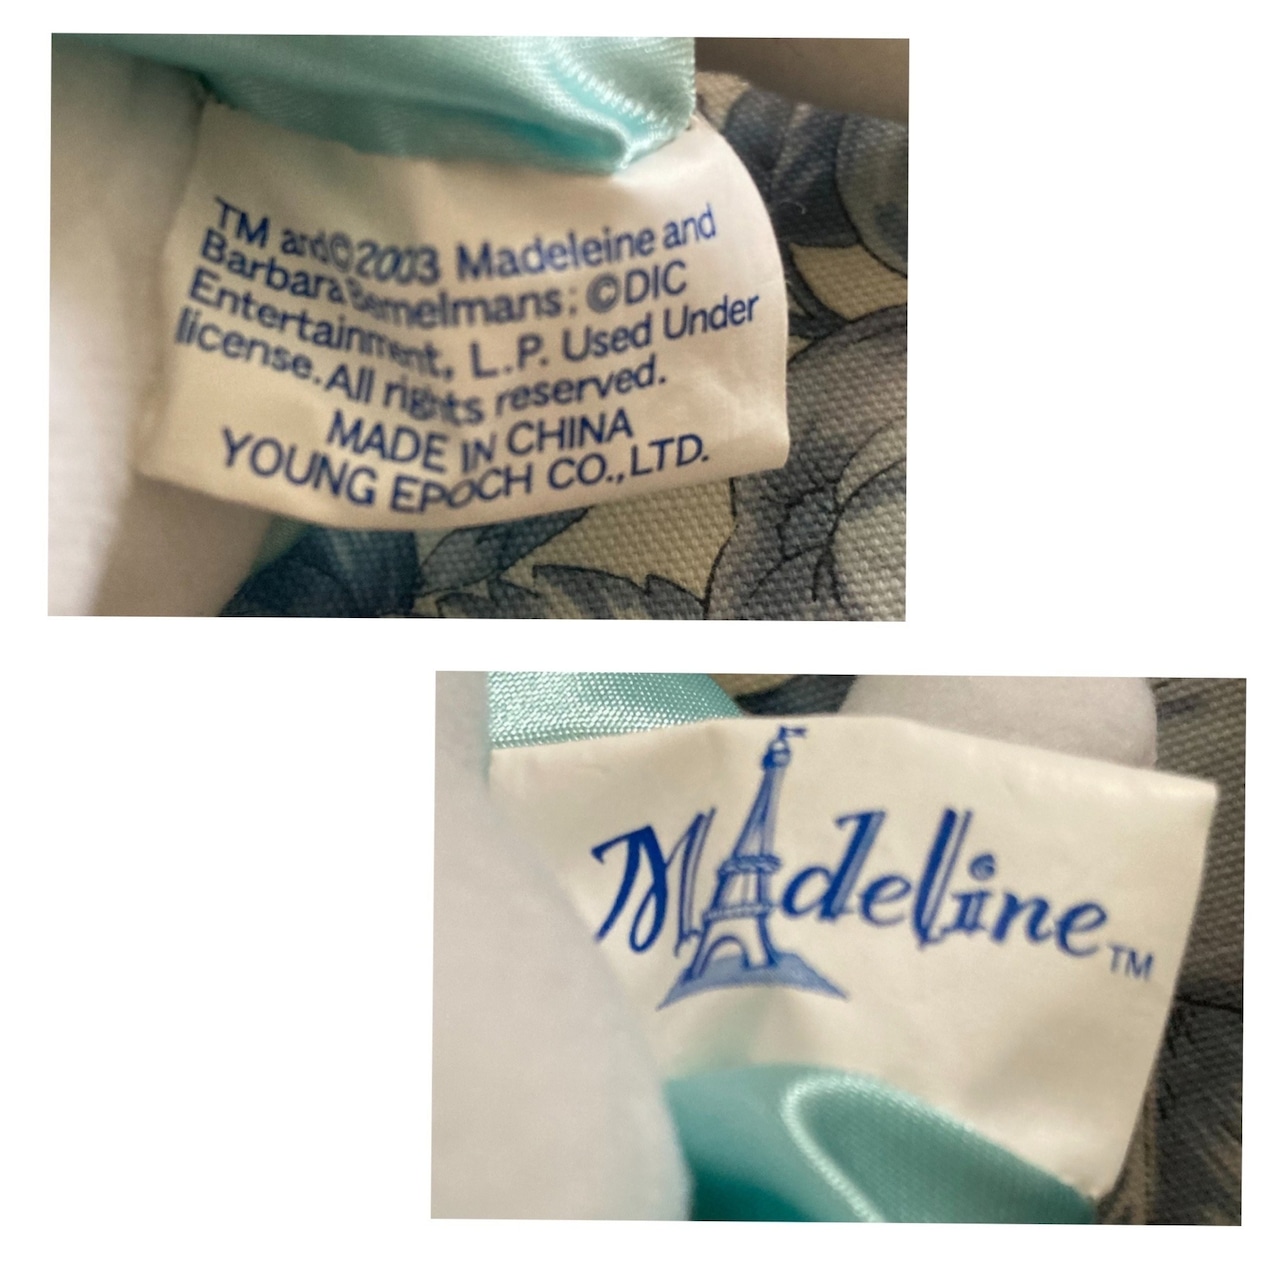 TM and ©2003 Madeleine and
Barbara Bemelmans; ©DIC
Entertainment, L.P. Used Under
license. All rights reserved.
MADE IN CHINA
YOUNG EPOCH CO.,LTD.
Madeline TM